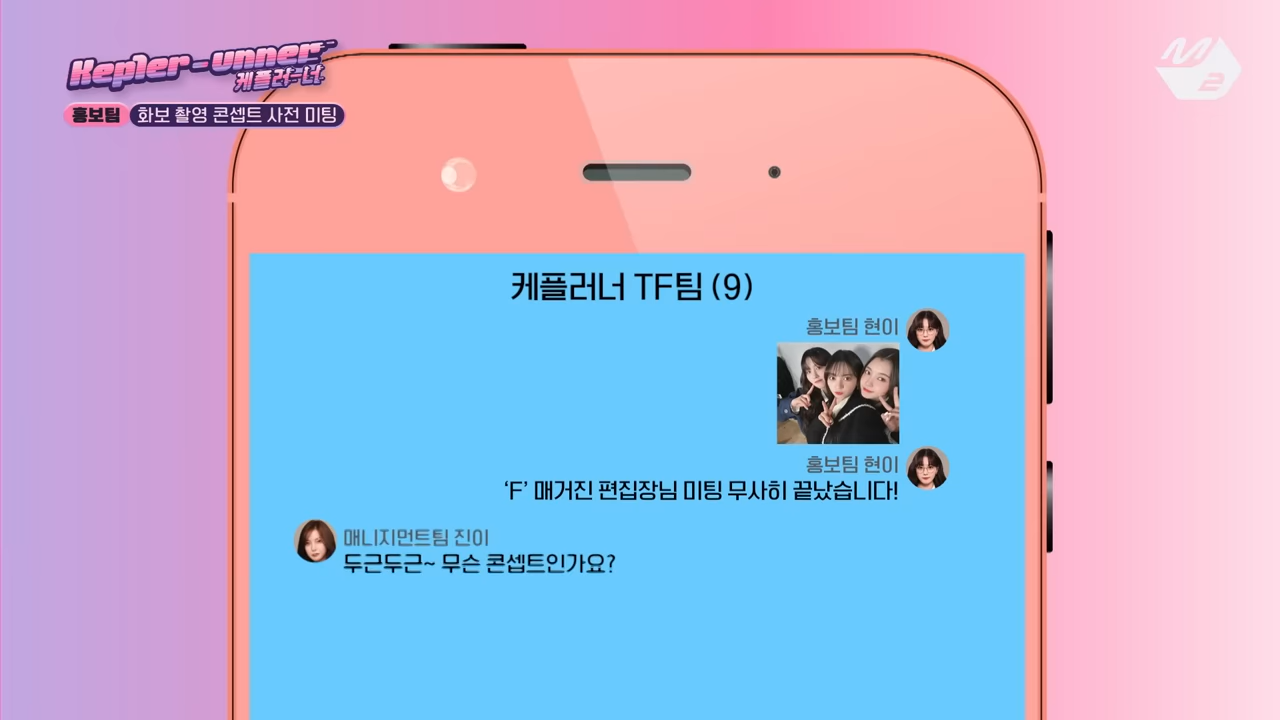 Kep1er-unner
케플러-너
홍보팀 화보 촬영 콘셉트 사전 미팅
M2
케플러너 TF팀 (9)
홍보팀 현이
홍보팀 현이
‘F’ 매거진 편집장님 미팅 무사히 끝났습니다!
매니지먼트팀 진이
두근두근~ 무슨 콘셉트인가요?